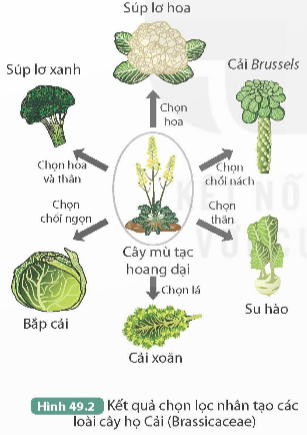 Súp lơ hoa
Súp lơ xanh
Cải Brussels
Chọn
hoa
Chọn hoa
và thân
Chọn
chồi nách
Chọn
chồi ngọn
Chọn
thân
Cây mù tạc
hoang dại
Chọn lá
Bắp cải
Su hào
Cải xoăn
Hình 49.2 Kết quả chọn lọc nhân tạo các
loài cây họ Cải (Brassicaceae)